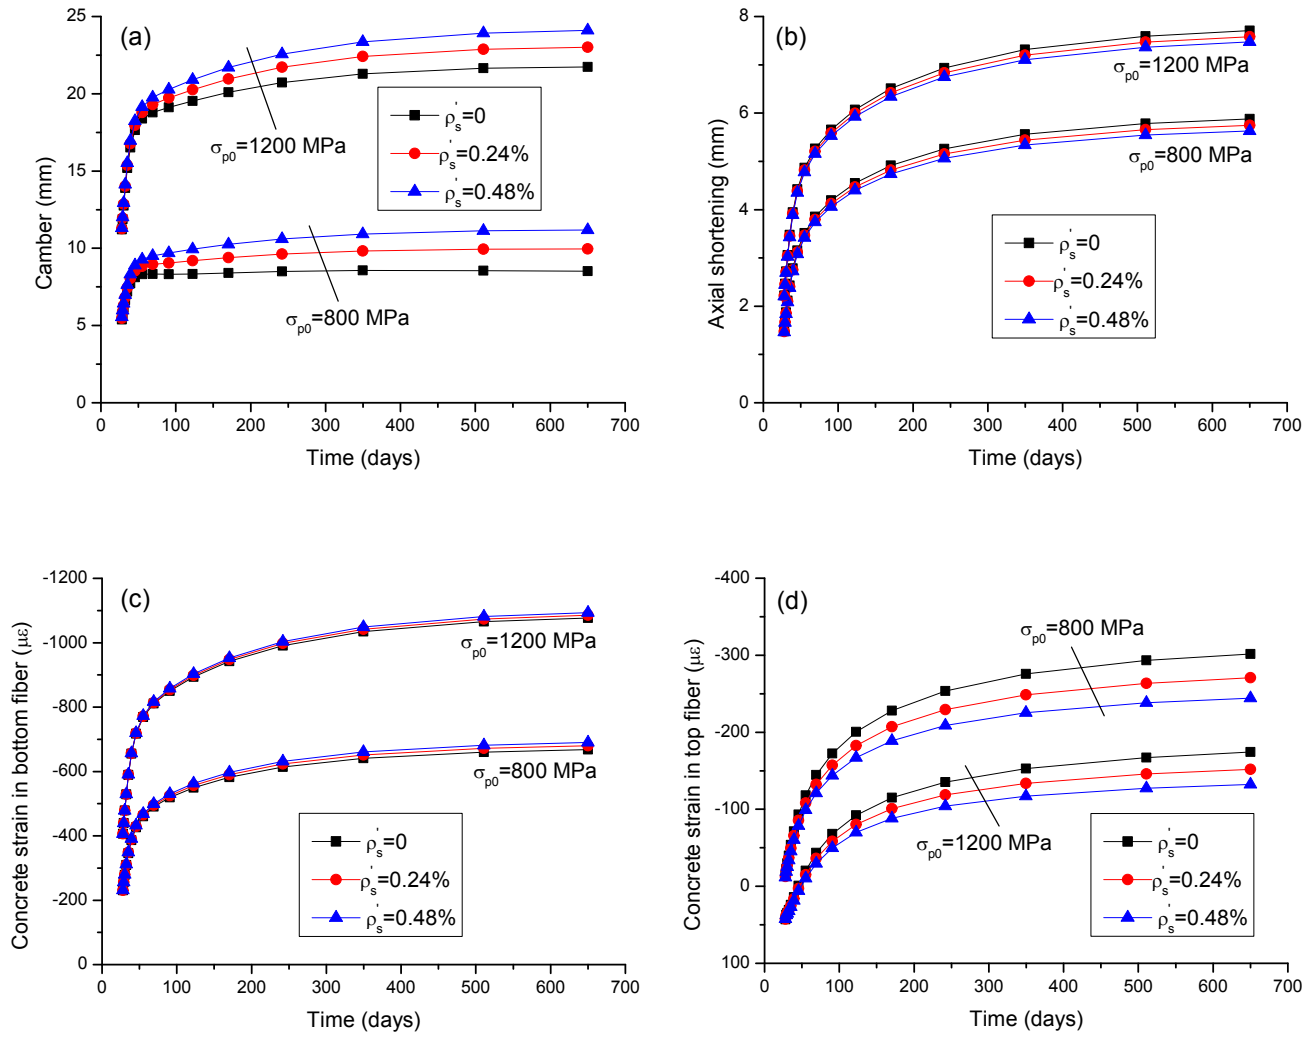 (a)
25
20
15
10
5
0
Camber (mm)
σp0=1200 MPa
σp0=800 MPa
ρs'=0
ρs'=0.24%
ρs'=0.48%
0 100 200 300 400 500 600 700
Time (days)
(b)
8
6
4
2
0
Axial shortening (mm)
σp0=1200 MPa
σp0=800 MPa
ρs'=0
ρs'=0.24%
ρs'=0.48%
0 100 200 300 400 500 600 700
Time (days)
(c)
-1200
-1000
-800
-600
-400
-200
0
Concrete strain in bottom fiber (με)
σp0=1200 MPa
σp0=800 MPa
ρs'=0
ρs'=0.24%
ρs'=0.48%
0 100 200 300 400 500 600 700
Time (days)
(d)
-400
-300
-200
-100
0
100
Concrete strain in top fiber (με)
σp0=800 MPa
σp0=1200 MPa
ρs'=0
ρs'=0.24%
ρs'=0.48%
0 100 200 300 400 500 600 700
Time (days)